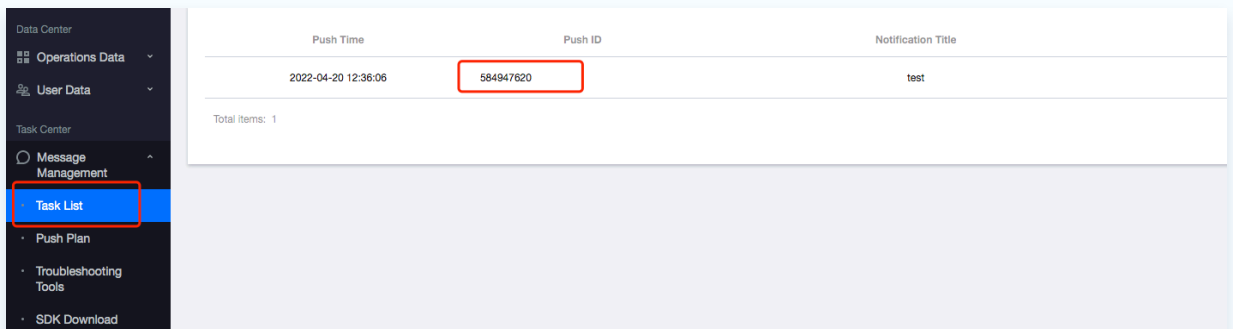 Data Center
Operations Data
User Data
Task Center
Message
Management
Task List
Push Plan
Troubleshooting
Tools
SDK Download
Push Time Push ID Notification Title
2022-04-20 12:36:06 584947620 test
Total items: 1